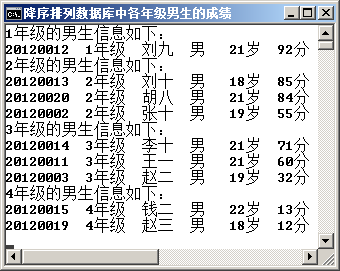 降序排列数据库中各年级男生的成绩
1年级的男生信息如下:
20120012 1年级 刘九 男 21岁 92分
2年级的男生信息如下:
20120013 2年级 刘十 男 18岁 85分
20120020 2年级 胡八 男 21岁 84分
20120002 2年级 张十 男 19岁 55分
3年级的男生信息如下:
20120014 3年级 李十 男 21岁 71分
20120011 3年级 王一 男 21岁 60分
20120003 3年级 赵二 男 19岁 32分
4年级的男生信息如下:
20120015 4年级 钱二 男 22岁 13分
20120019 4年级 赵三 男 18岁 12分